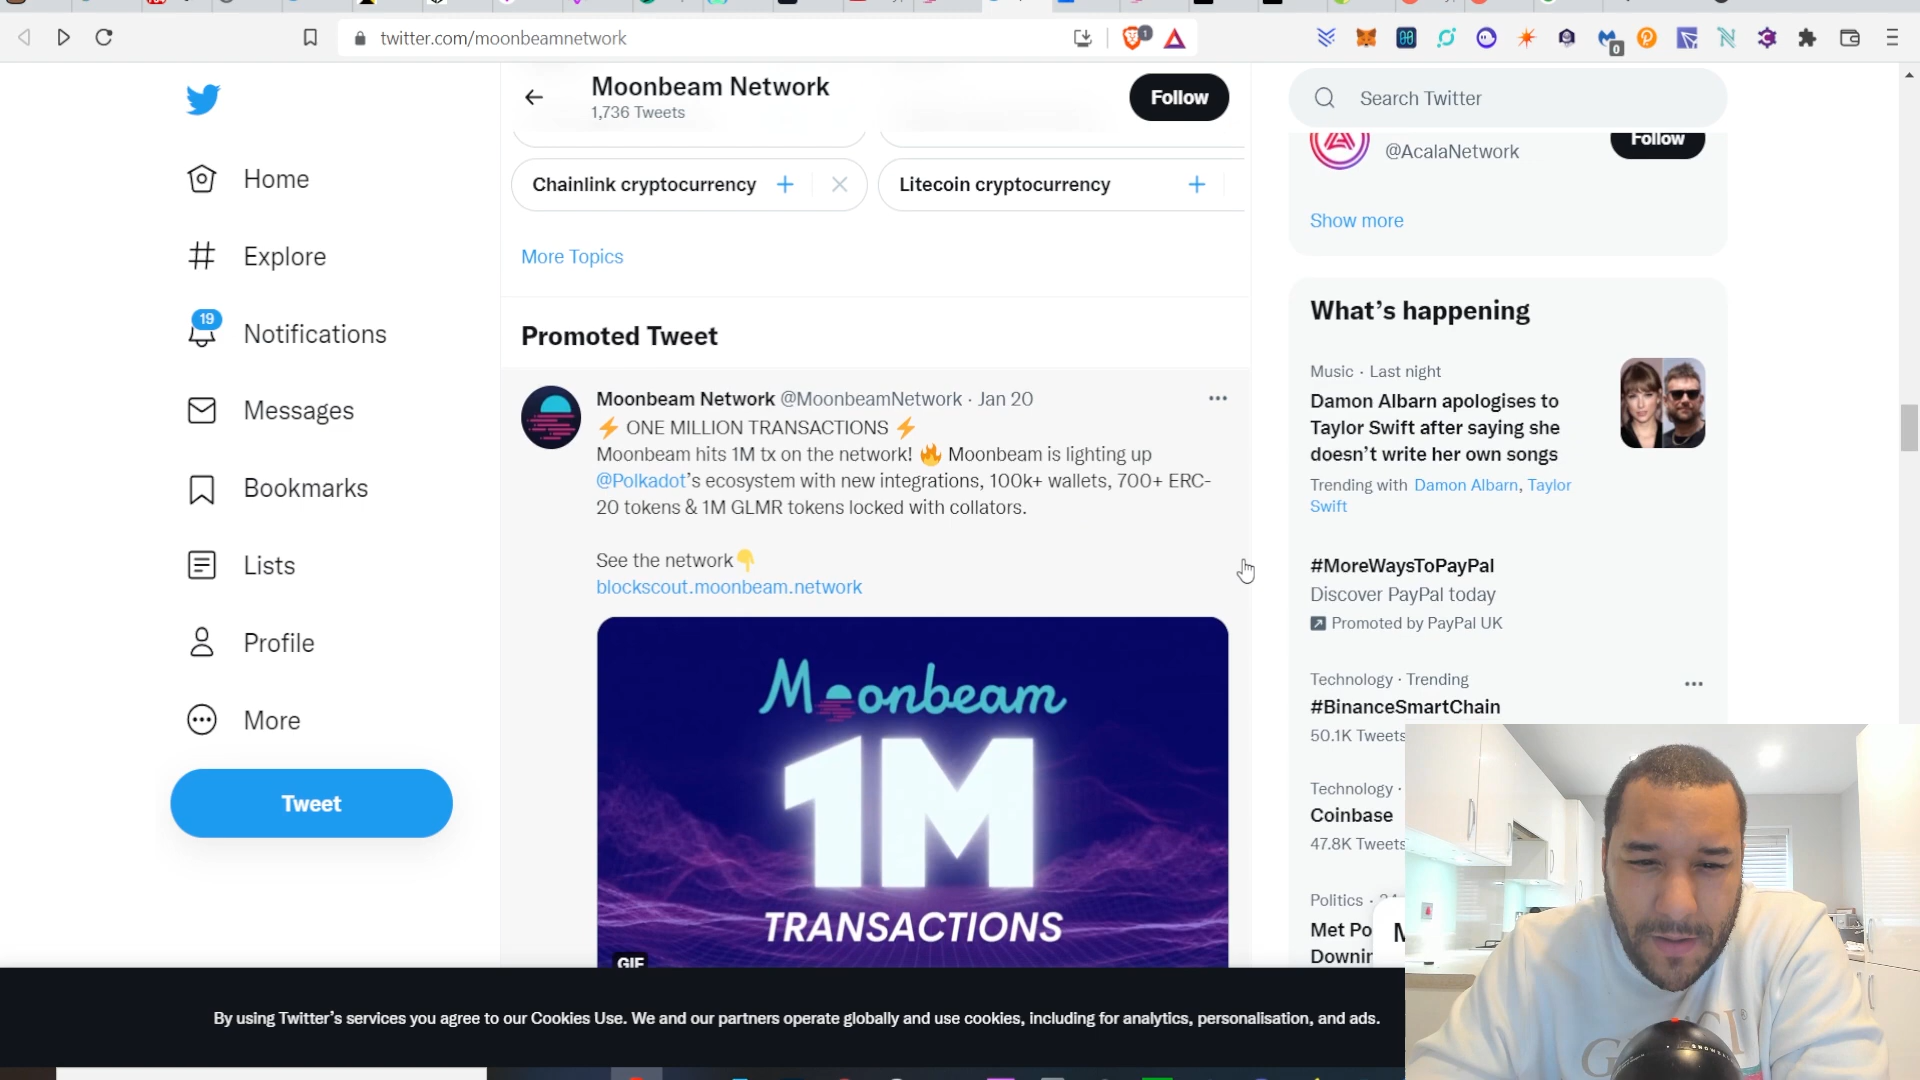 twitter.com/moonbeamnetwork
1
0
Moonbeam Network
1,736 Tweets
Follow
Search Twitter
Home
Explore
19
Notifications
Messages
Bookmarks
Lists
Profile
More
Tweet
Chainlink cryptocurrency
Litecoin cryptocurrency
More Topics
Promoted Tweet
Moonbeam Network @MoonbeamNetwork · Jan 20
⚡ ONE MILLION TRANSACTIONS ⚡
Moonbeam hits 1M tx on the network! 🔥 Moonbeam is lighting up
@Polkadot's ecosystem with new integrations, 100k+ wallets, 700+ ERC-
20 tokens & 1M GLMR tokens locked with collators.
See the network👇
blockscout.moonbeam.network
Moonbeam
1M
TRANSACTIONS
GIF
@AcalaNetwork
Follow
Show more
What's happening
Music · Last night
Damon Albarn apologises to
Taylor Swift after saying she
doesn't write her own songs
Trending with Damon Albarn, Taylor
Swift
#MoreWaysToPayPal
Discover PayPal today
Promoted by PayPal UK
Technology · Trending
#BinanceSmartChain
50.1K Tweets
Technology ·
Coinbase
47.8K Tweets
Politics ·
Met Po
Downin
By using Twitter's services you agree to our Cookies Use. We and our partners operate globally and use cookies, including for analytics, personalisation, and ads.